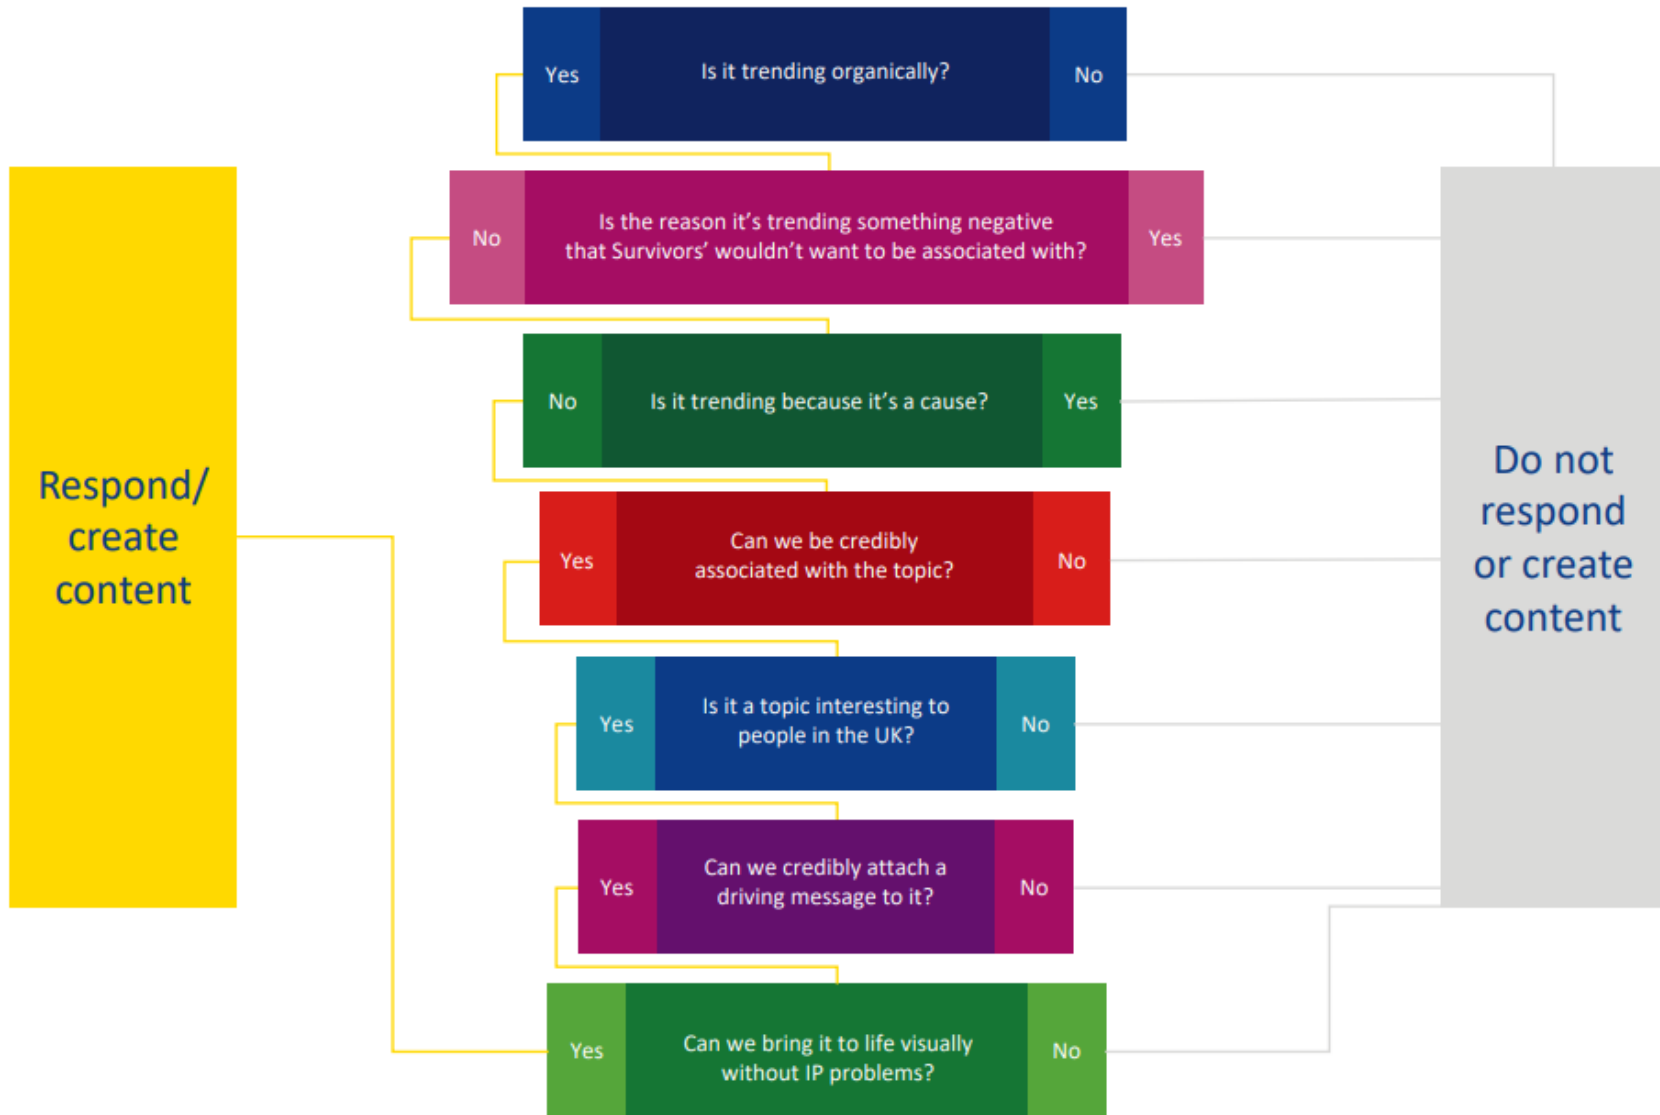 Yes
Is it trending organically?
No
No
Is the reason it's trending something negative
that Survivors' wouldn't want to be associated with?
Yes
No
Is it trending because it's a cause?
Yes
Respond/
create
content
Do not
respond
or create
content
Yes
Can we be credibly
associated with the topic?
No
Yes
Is it a topic interesting to
people in the UK?
No
Yes
Can we credibly attach a
driving message to it?
No
Yes
Can we bring it to life visually
without IP problems?
No